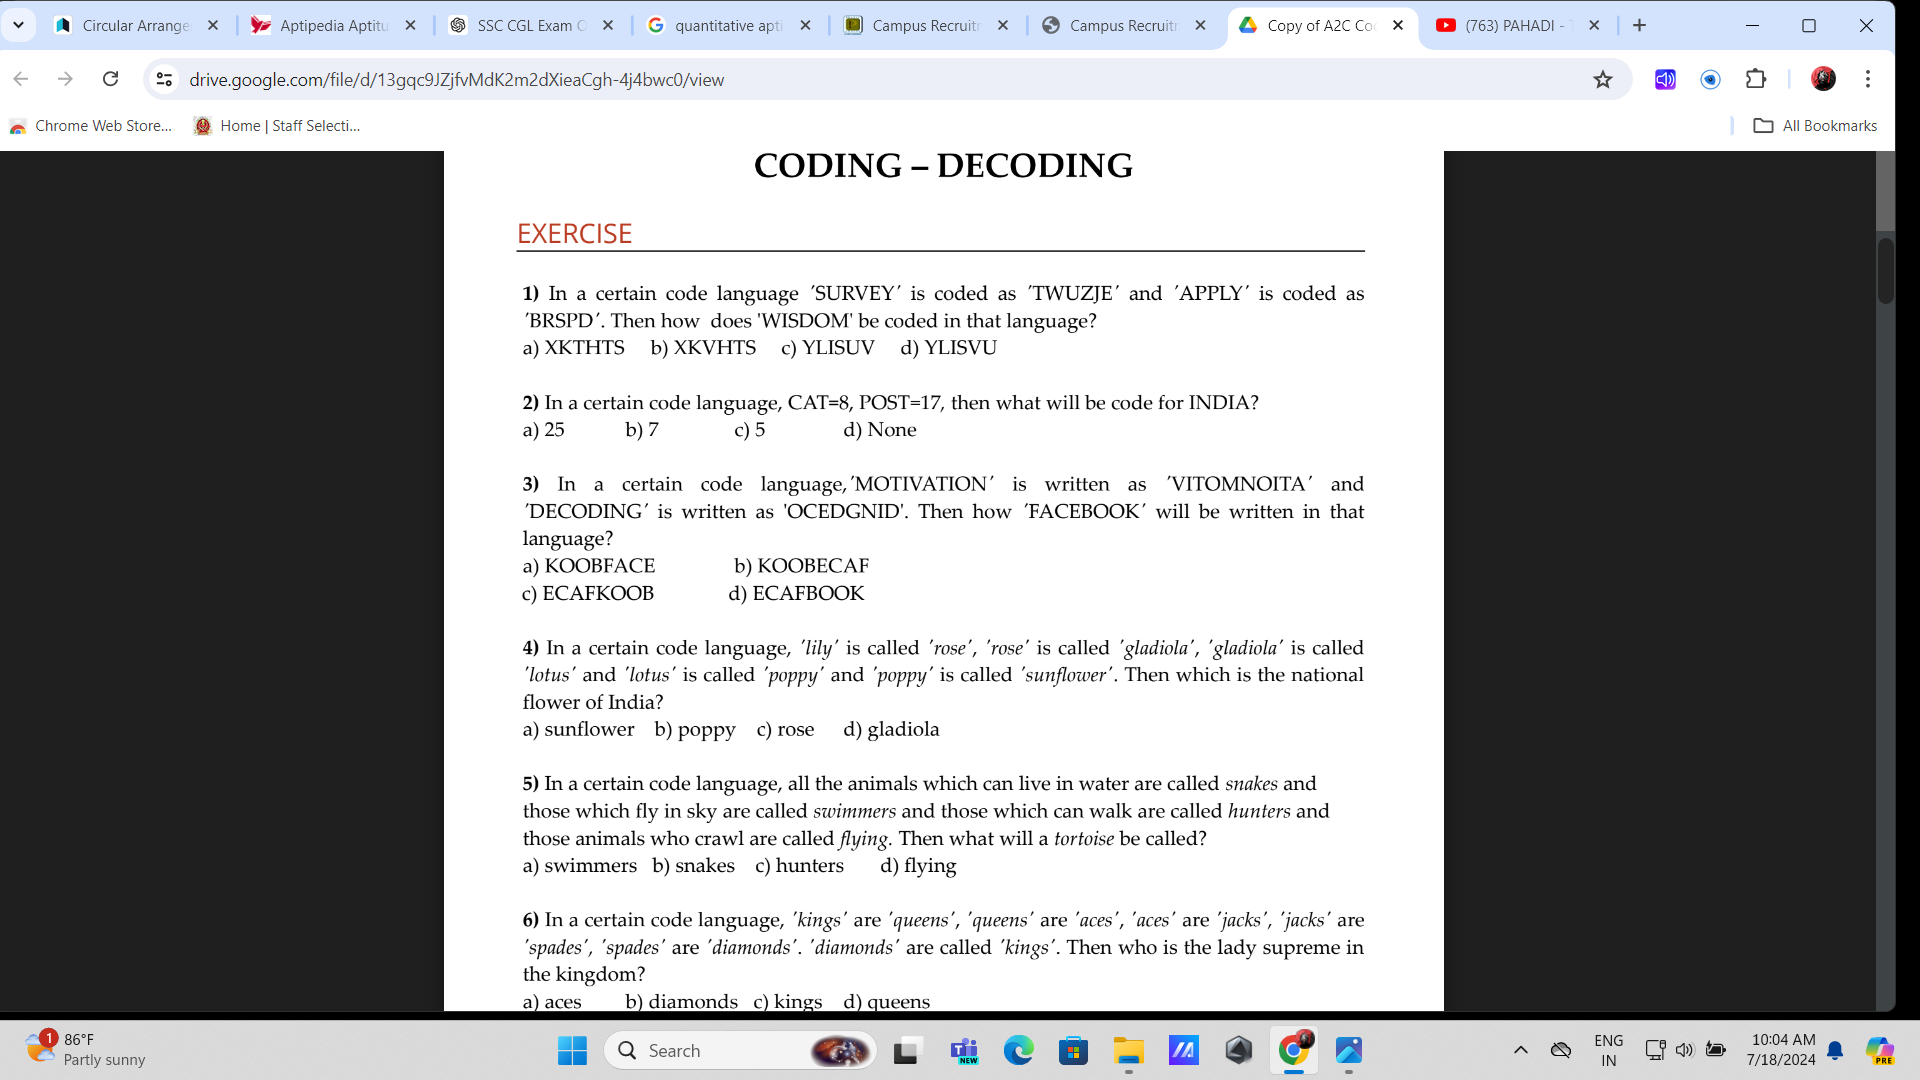 Circular Arrange
Aptipedia Aptitu
SSC CGL Exam O
quantitative apti
Campus Recruitr
Campus Recruitr
Copy of A2C Co
(763) PAHADI -
drive.google.com/file/d/13gqc9JZjfvMdK2m2dXieaCgh-4j4bwc0/view
Chrome Web Store...
Home | Staff Selecti...
All Bookmarks
CODING – DECODING
EXERCISE
1) In a certain code language 'SURVEY' is coded as 'TWUZJE' and 'APPLY' is coded as
'BRSPD'. Then how does 'WISDOM' be coded in that language?
a) XKTHTS b) XKVHTS c) YLISUV d) YLISVU
2) In a certain code language, CAT=8, POST=17, then what will be code for INDIA?
a) 25 b) 7 c) 5 d) None
3) In a certain code language,'MOTIVATION' is written as 'VITOMNOITA' and
'DECODING' is written as 'OCEDGNID'. Then how 'FACEBOOK' will be written in that
language?
a) KOOBFACE b) KOOBECAF
c) ECAFKOOB d) ECAFBOOK
4) In a certain code language, 'lily' is called 'rose', 'rose' is called 'gladiola', 'gladiola' is called
'lotus' and 'lotus' is called 'poppy' and 'poppy' is called 'sunflower'. Then which is the national
flower of India?
a) sunflower b) poppy c) rose d) gladiola
5) In a certain code language, all the animals which can live in water are called snakes and
those which fly in sky are called swimmers and those which can walk are called hunters and
those animals who crawl are called flying. Then what will a tortoise be called?
a) swimmers b) snakes c) hunters d) flying
6) In a certain code language, 'kings' are 'queens', 'queens' are 'aces', 'aces' are 'jacks', 'jacks' are
'spades', 'spades' are 'diamonds'. 'diamonds' are called 'kings'. Then who is the lady supreme in
the kingdom?
a) aces b) diamonds c) kings d) queens
1
86°F
Partly sunny
Search
NEW
ENG
IN
10:04 AM
7/18/2024
PRE